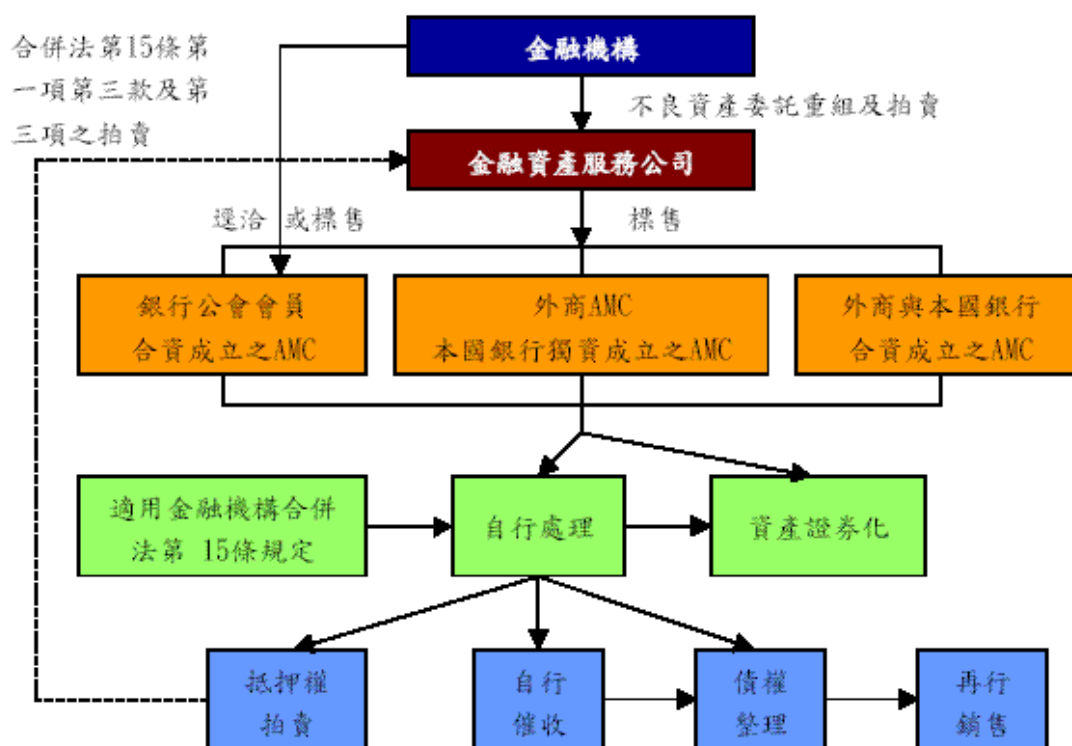 合併法第15條第
一項第三款及第
三項之拍賣
金融機構
不良資產委託重組及拍賣
金融資產服務公司
逕洽 或標售
標售
銀行公會會員
合資成立之AMC
外商AMC
本國銀行獨資成立之AMC
外商與本國銀行
合資成立之AMC
適用金融機構合併
法第 15條規定
自行處理
資產證券化
抵押權
拍賣
自行
催收
債權
整理
再行
銷售